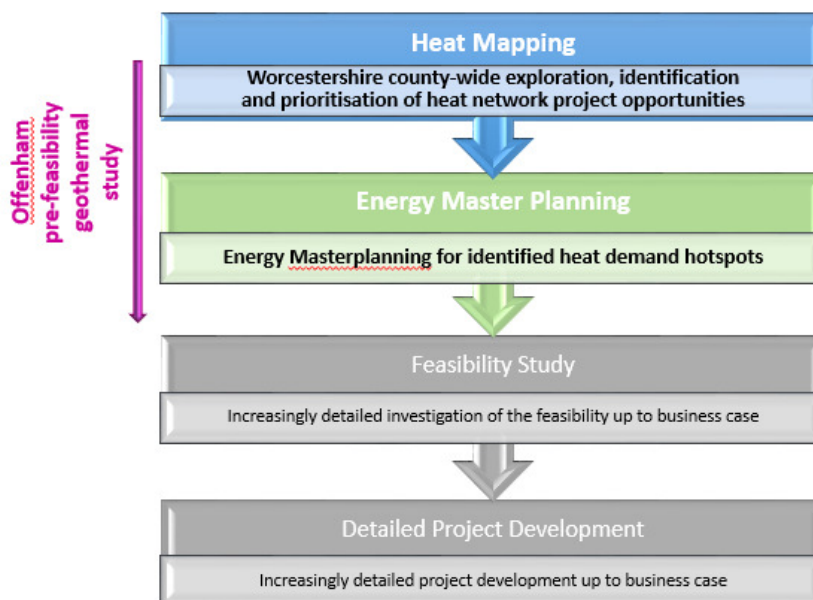 Heat Mapping
Worcestershire county-wide exploration, identification
and prioritisation of heat network project opportunities
Offenham
pre-feasibility
geothermal
study
Energy Master Planning
Energy Masterplanning for identified heat demand hotspots
Feasibility Study
Increasingly detailed investigation of the feasibility up to business case
Detailed Project Development
Increasingly detailed project development up to business case